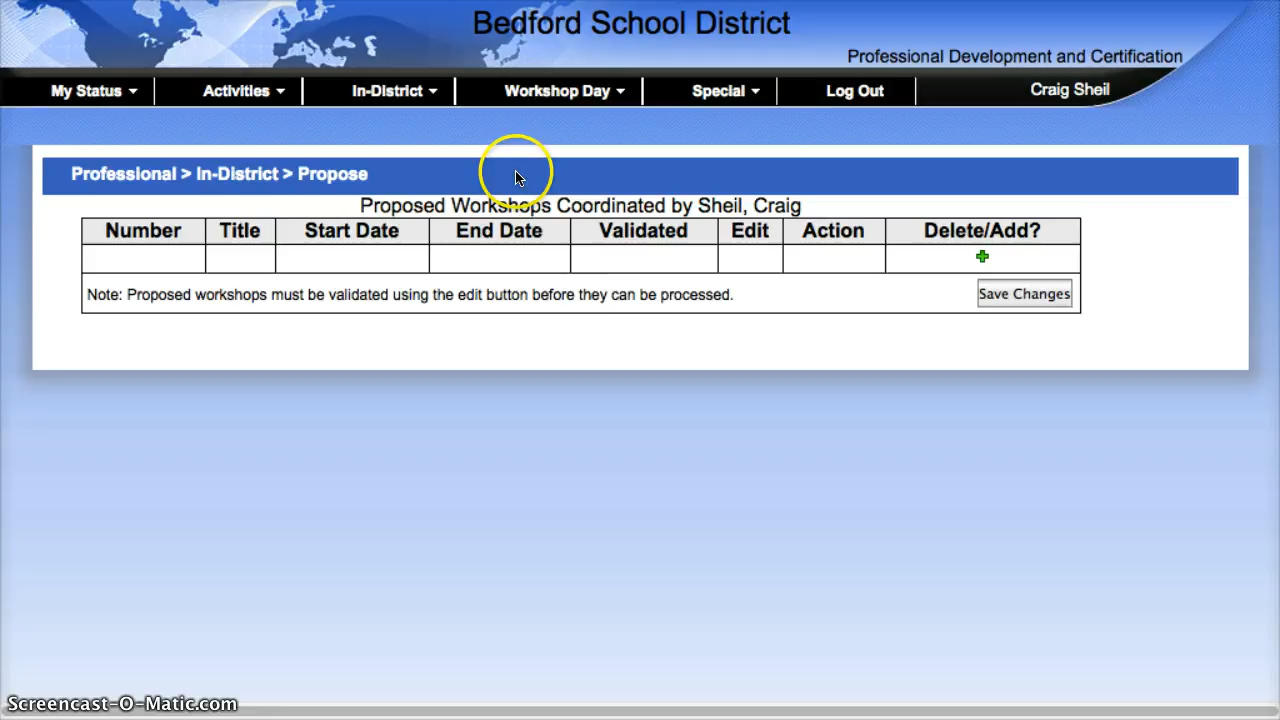 Bedford School District
Professional Development and Certification
My Status Activities In-District Workshop Day Special Log Out Craig Sheil
Professional > In-District > Propose
Proposed Workshops Coordinated by Sheil, Craig
Number Title Start Date End Date Validated Edit Action Delete/Add?
Note: Proposed workshops must be validated using the edit button before they can be processed. Save Changes
Screencast-O-Matic.com